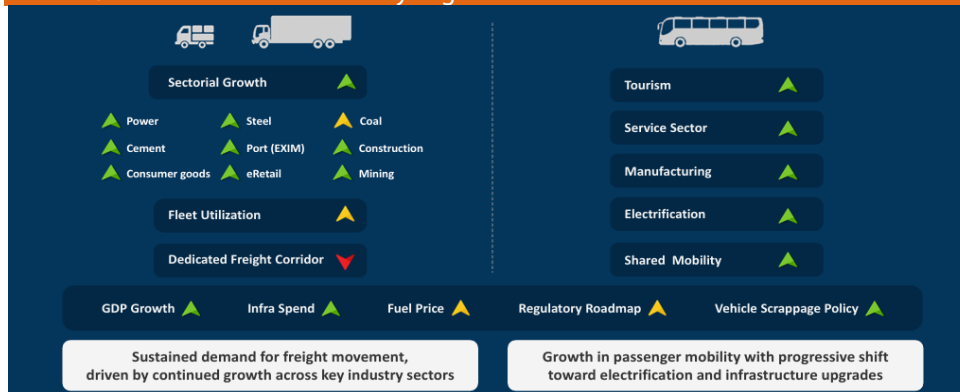 Sectorial Growth
Power
Steel
Coal
Cement
Port (EXIM)
Construction
Consumer goods
eRetail
Mining
Fleet Utilization
Dedicated Freight Corridor
Tourism
Service Sector
Manufacturing
Electrification
Shared Mobility
GDP Growth
Infra Spend
Fuel Price
Regulatory Roadmap
Vehicle Scrappage Policy
Sustained demand for freight movement,
driven by continued growth across key industry sectors
Growth in passenger mobility with progressive shift
toward electrification and infrastructure upgrades